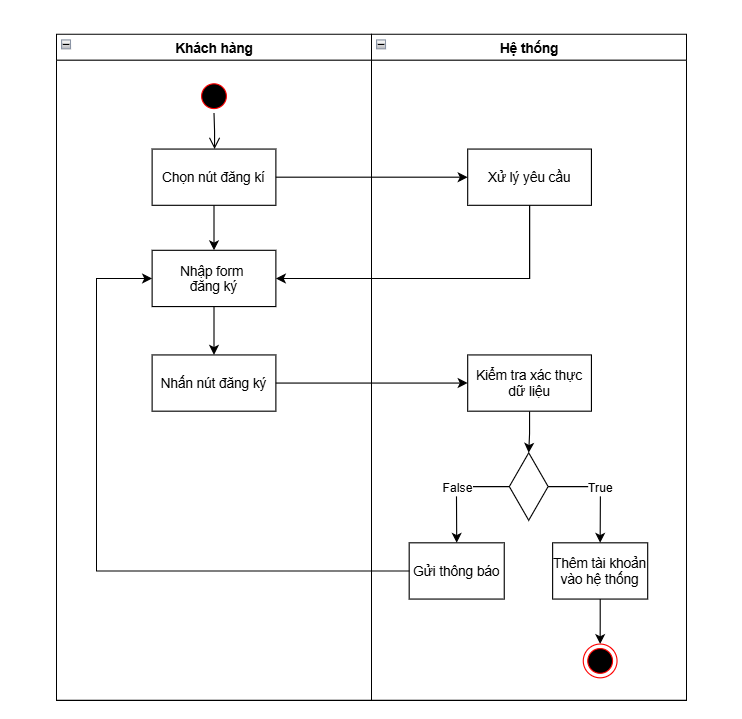 Khách hàng
Hệ thống
Chọn nút đăng kí
Xử lý yêu cầu
Nhập form
đăng ký
Nhấn nút đăng ký
Kiểm tra xác thực
dữ liệu
False
True
Gửi thông báo
Thêm tài khoản
vào hệ thống